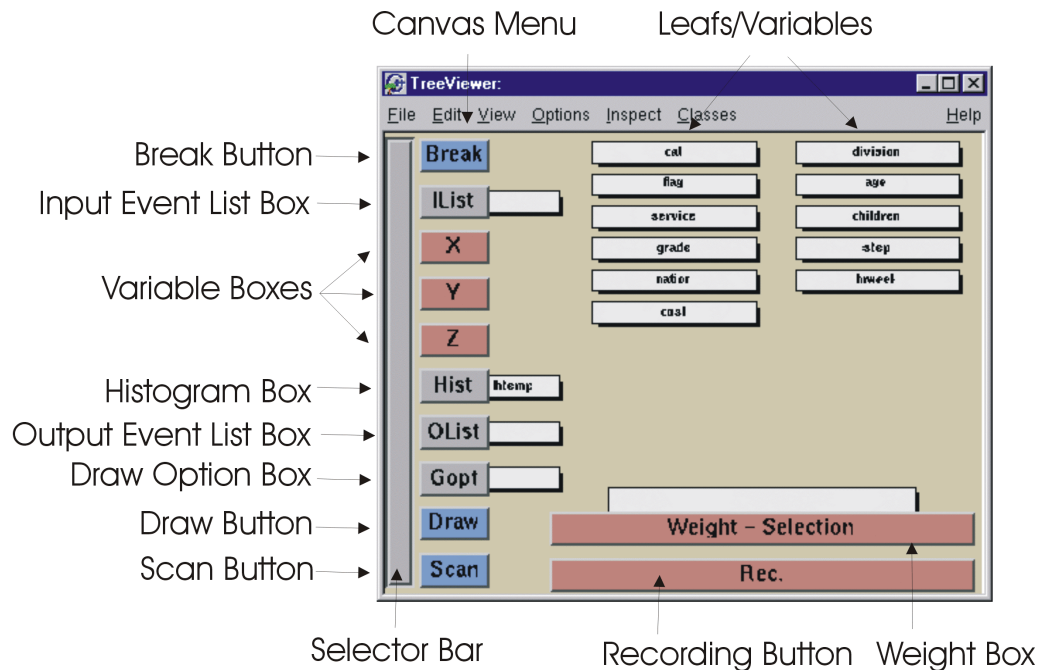 Canvas Menu Leafs/Variables
TreeViewer:
File Edit View Options Inspect Classes Help
Break Button Break cal division
flag age
Input Event List Box IList service children
X grade step
Variable Boxes Y nation hrweek
cost
Z
Histogram Box Hist htemp
Output Event List Box OList
Draw Option Box Gopt
Draw Button Draw Weight - Selection
Scan Button Scan Rec.
Selector Bar Recording Button Weight Box